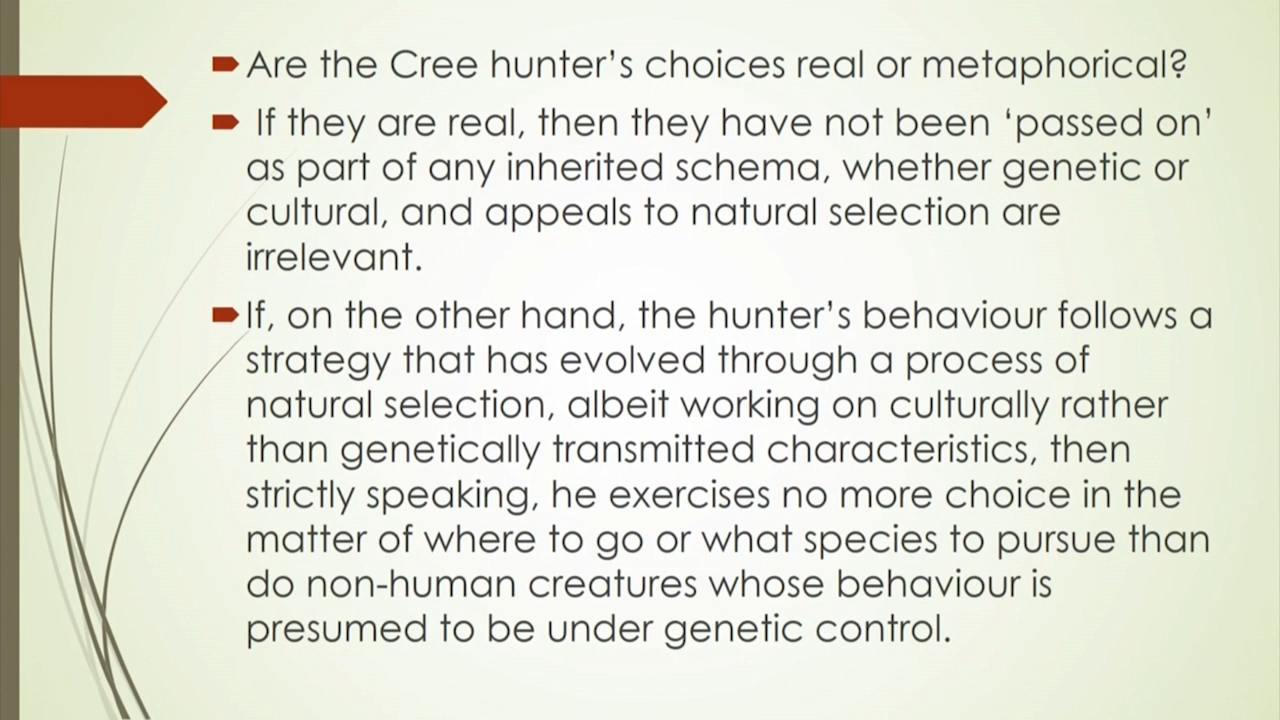 Are the Cree hunter's choices real or metaphorical?
If they are real, then they have not been ‘passed on’
as part of any inherited schema, whether genetic or
cultural, and appeals to natural selection are
irrelevant.
If, on the other hand, the hunter's behaviour follows a
strategy that has evolved through a process of
natural selection, albeit working on culturally rather
than genetically transmitted characteristics, then
strictly speaking, he exercises no more choice in the
matter of where to go or what species to pursue than
do non-human creatures whose behaviour is
presumed to be under genetic control.